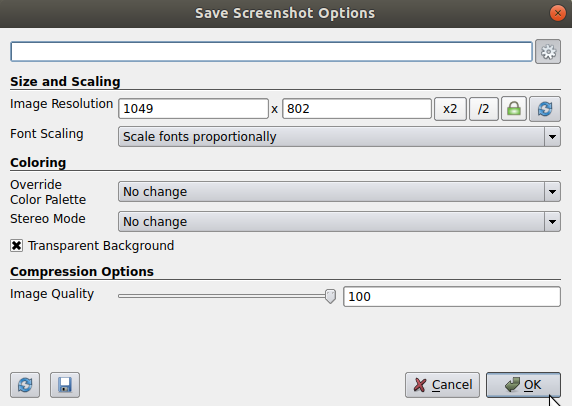 Save Screenshot Options
Size and Scaling
Image Resolution 1049 x 802 x2 /2
Font Scaling Scale fonts proportionally
Coloring
Override
Color Palette No change
Stereo Mode No change
Transparent Background
Compression Options
Image Quality 100
Cancel OK